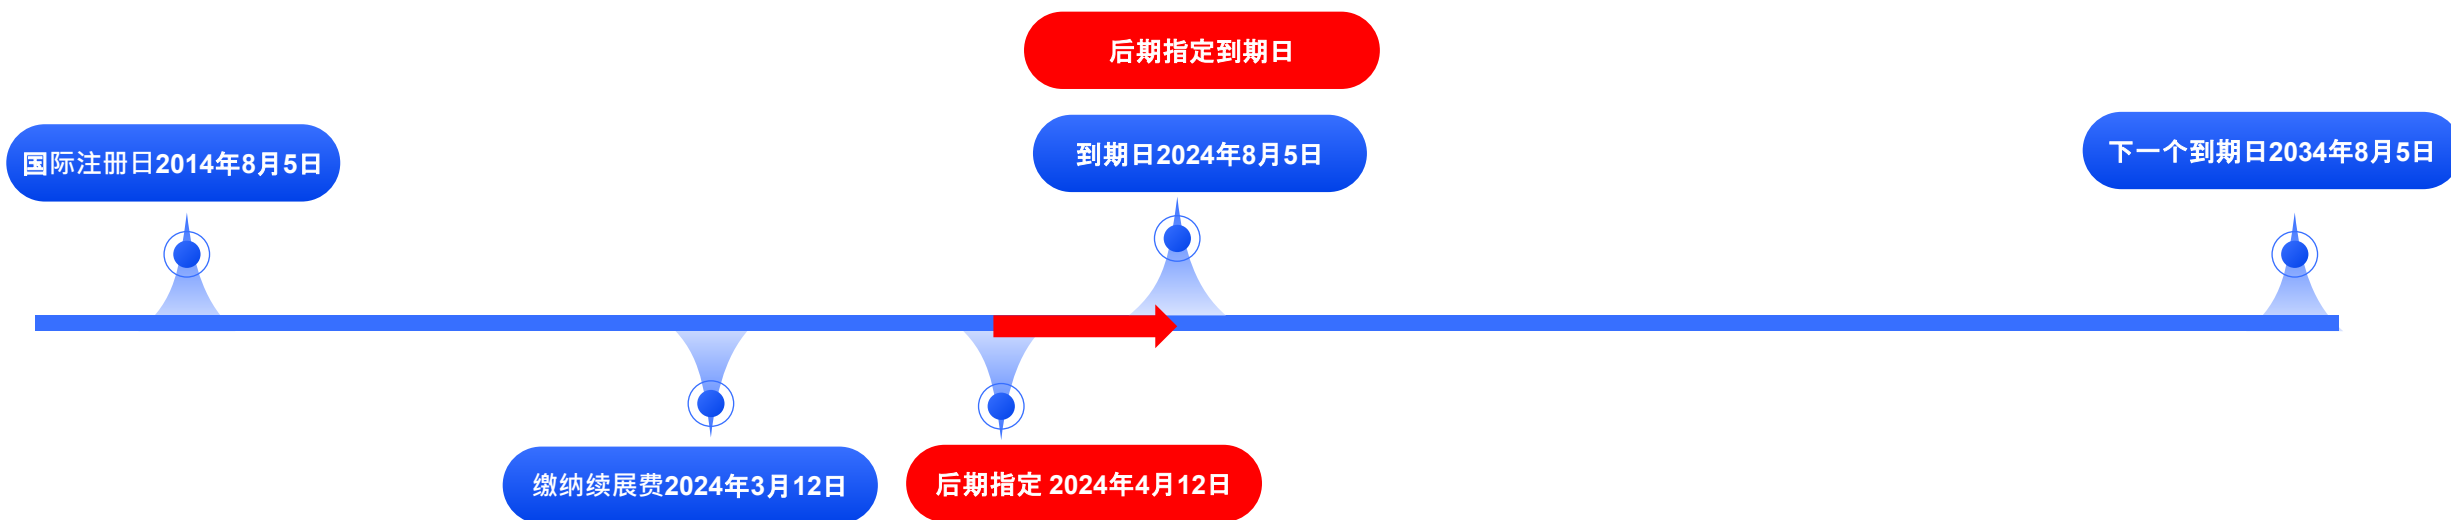 后期指定到期日
国际注册日2014年8月5日
到期日2024年8月5日
下一个到期日2034年8月5日
缴纳续展费2024年3月12日
后期指定 2024年4月12日